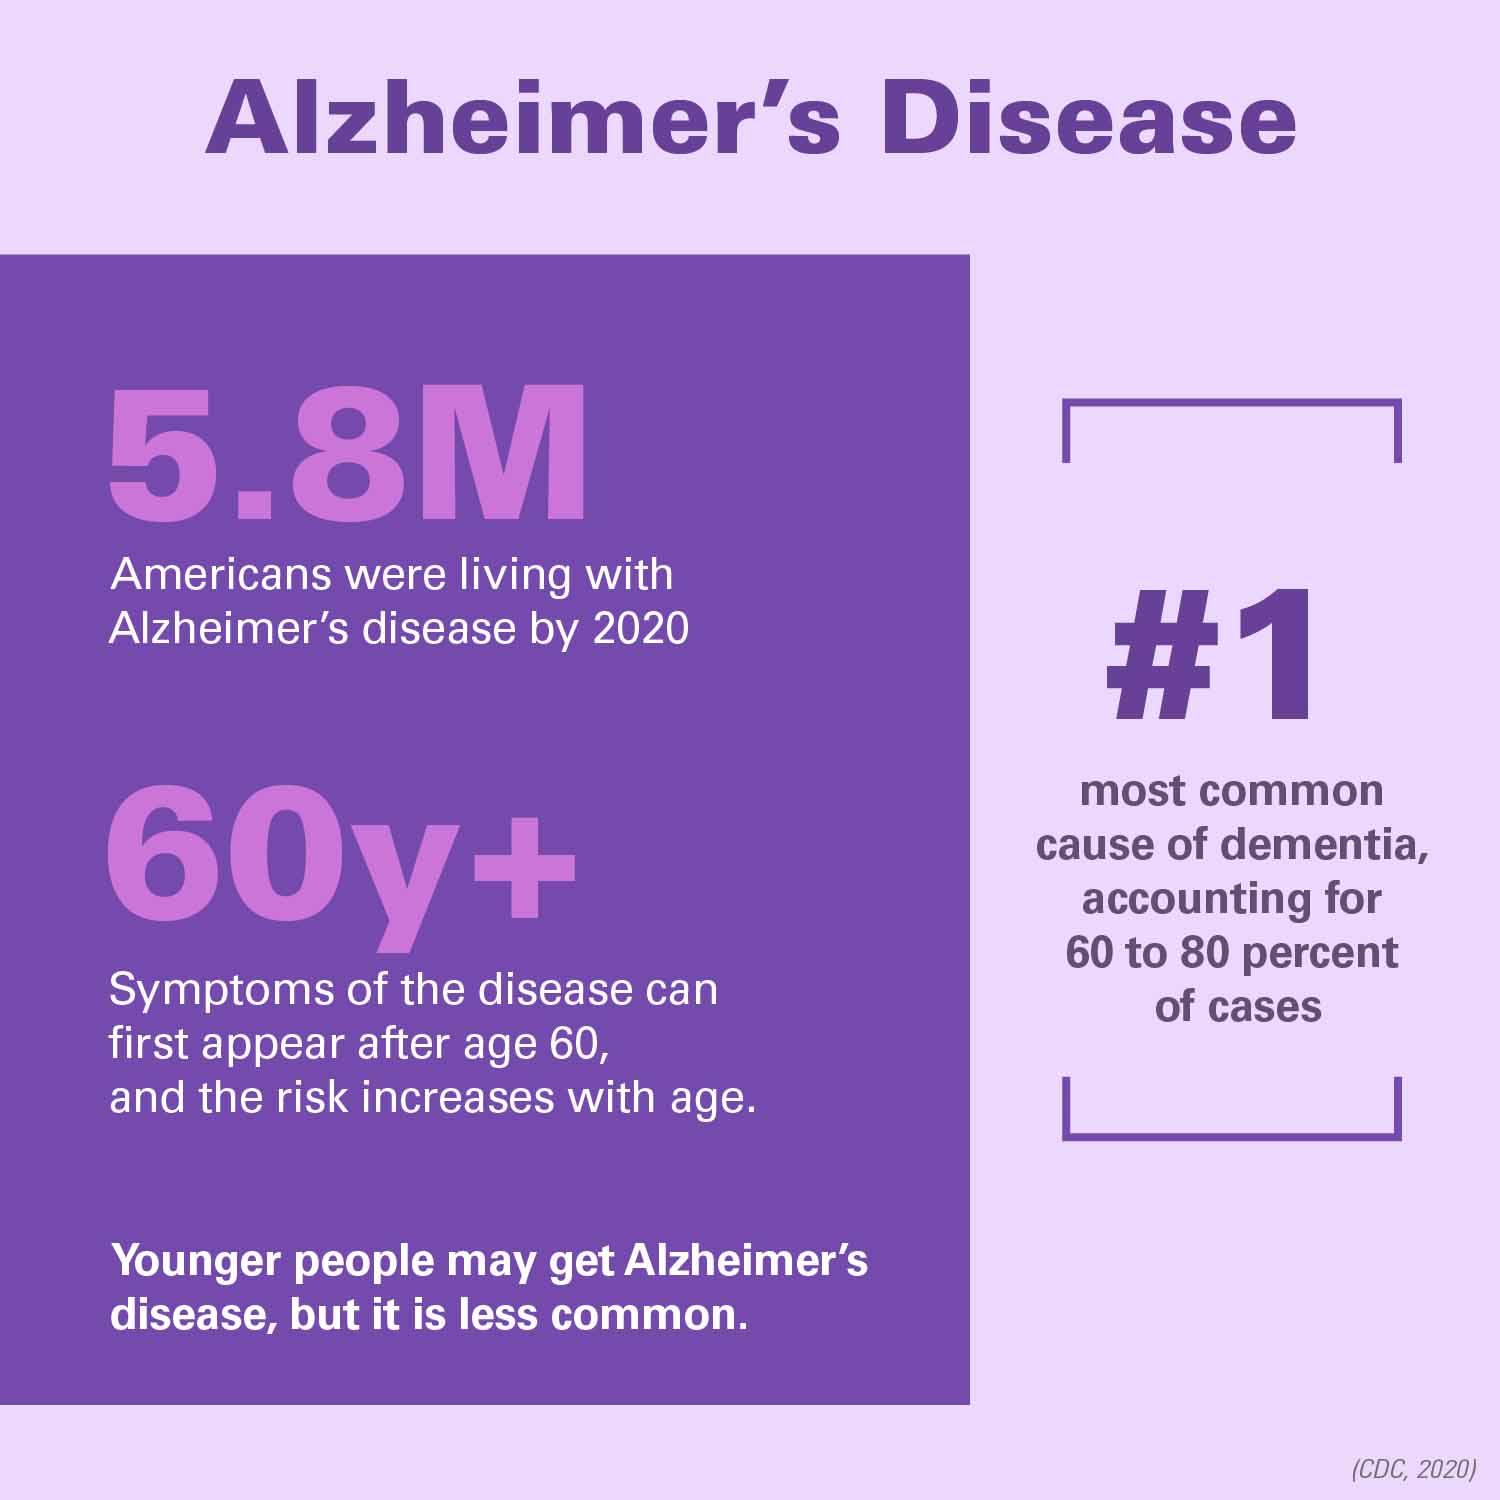 Alzheimer’s Disease
5.8M
Americans were living with
Alzheimer’s disease by 2020
60y+
Symptoms of the disease can
first appear after age 60,
and the risk increases with age.
Younger people may get Alzheimer’s
disease, but it is less common.
#1
most common
cause of dementia,
accounting for
60 to 80 percent
of cases
(CDC, 2020)